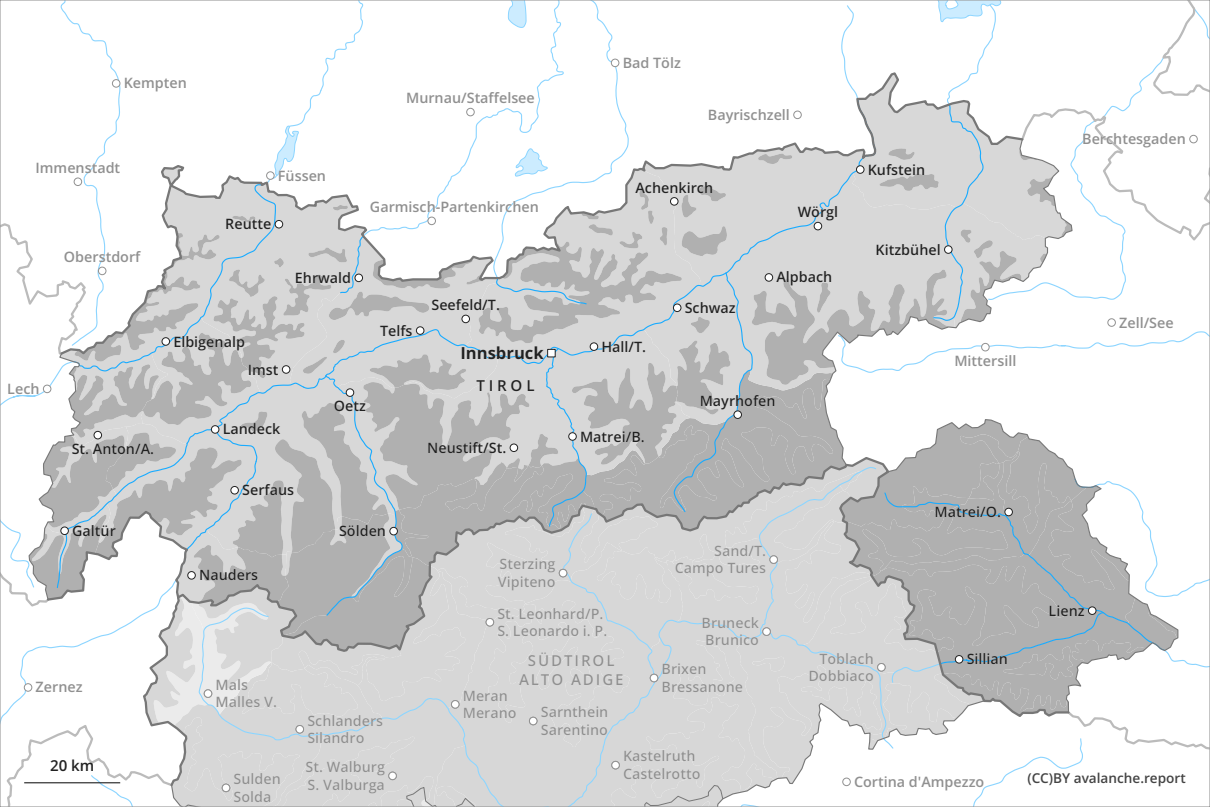 Kempten
Bad Tölz
Murnau/Staffelsee
Bayrischzell
Berchtesgaden
Immenstadt
Füssen
Kufstein
Achenkirch
Garmisch-Partenkirchen
Wörgl
Reutte
Kitzbühel
Oberstdorf
Ehrwald
Alpbach
Seefeld/T.
Schwaz
Zell/See
Telfs
Elbigenalp
Hall/T.
Innsbruck
Mittersill
Imst
TIROL
Lech
Mayrhofen
Oetz
Landeck
Matrei/B.
St. Anton/A.
Neustift/St.
Serfaus
Matrei/O.
Galtür
Sölden
Sand/T.
Campo Tures
Sterzing
Vipiteno
Nauders
Lienz
St. Leonhard/P.
S. Leonardo i. P.
Bruneck
Brunico
SÜDTIROL
ALTO ADIGE
Toblach
Dobbiaco
Sillian
Brixen
Bressanone
Zernez
Mals
Malles V.
Meran
Merano
Sarnthein
Sarentino
Schlanders
Silandro
Kastelruth
Castelrotto
St. Walburg
S. Valburga
20 km
Sulden
Solda
Cortina d'Ampezzo
(CC)BY avalanche.report